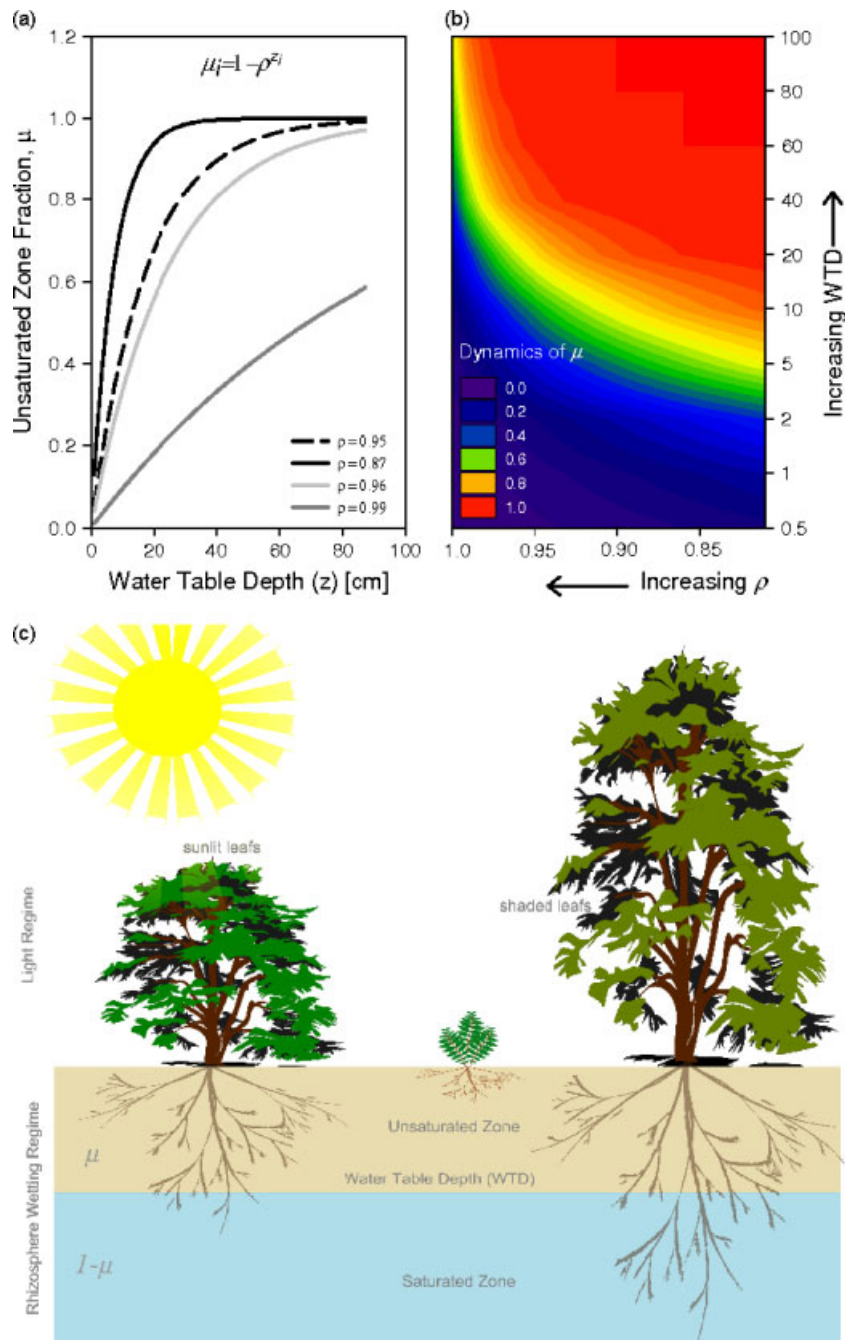 (a)
1.2
1.0
0.8
0.6
0.4
0.2
0.0
Unsaturated Zone Fraction, μ
μᵢ=1-ρ^zᵢ
ρ=0.95
ρ=0.87
ρ=0.96
ρ=0.99
0 20 40 60 80 100
Water Table Depth (z) [cm]
(b)
Dynamics of μ
0.0
0.2
0.4
0.6
0.8
1.0
100
80
60
40
20
10
5
2
1
0.5
Increasing WTD
1.0 0.95 0.90 0.85
Increasing ρ
(c)
sunlit leafs
shaded leafs
Light Regime
Unsaturated Zone
μ
Water Table Depth (WTD)
Rhizosphere Wetting Regime
1-μ
Saturated Zone